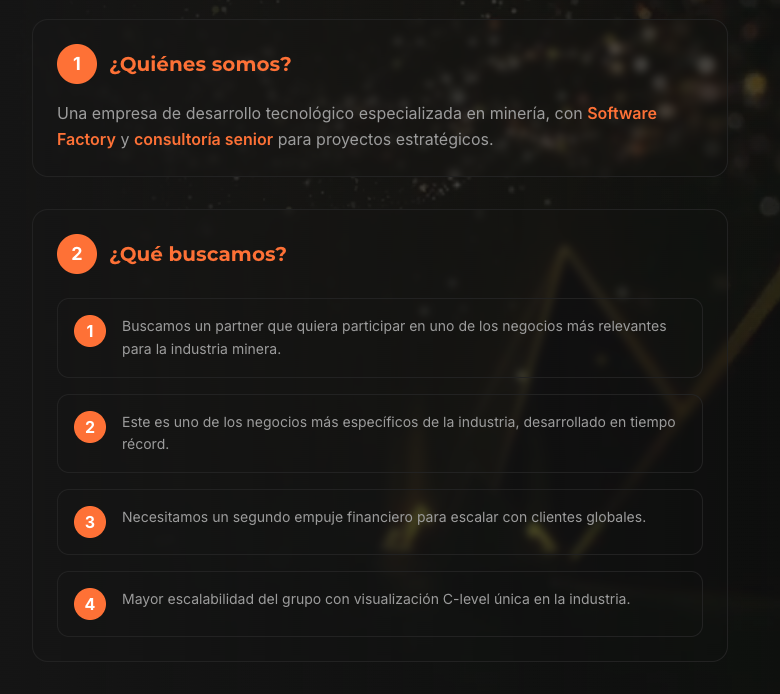 1 ¿Quiénes somos?
Una empresa de desarrollo tecnológico especializada en minería, con Software
Factory y consultoría senior para proyectos estratégicos.
2 ¿Qué buscamos?
1 Buscamos un partner que quiera participar en uno de los negocios más relevantes
para la industria minera.
2 Este es uno de los negocios más específicos de la industria, desarrollado en tiempo
récord.
3 Necesitamos un segundo empuje financiero para escalar con clientes globales.
4 Mayor escalabilidad del grupo con visualización C-level única en la industria.